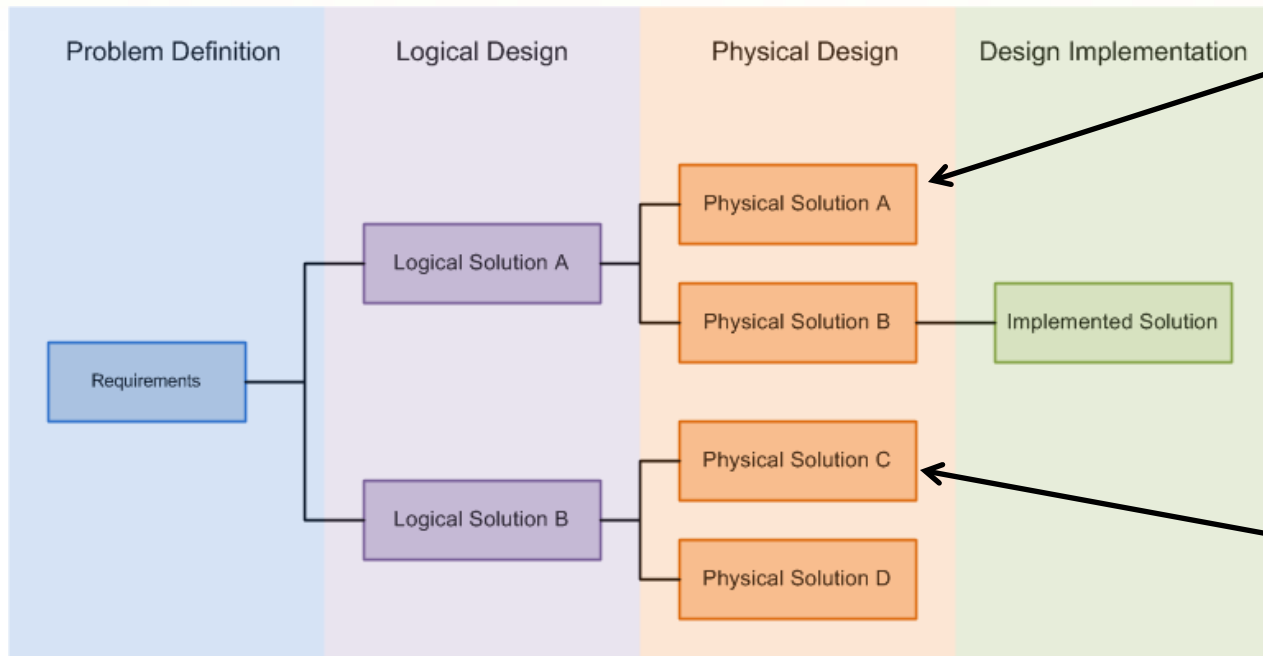 Problem Definition
Logical Design
Physical Design
Design Implementation
Physical Solution A
Logical Solution A
Physical Solution B
Implemented Solution
Requirements
Physical Solution C
Logical Solution B
Physical Solution D